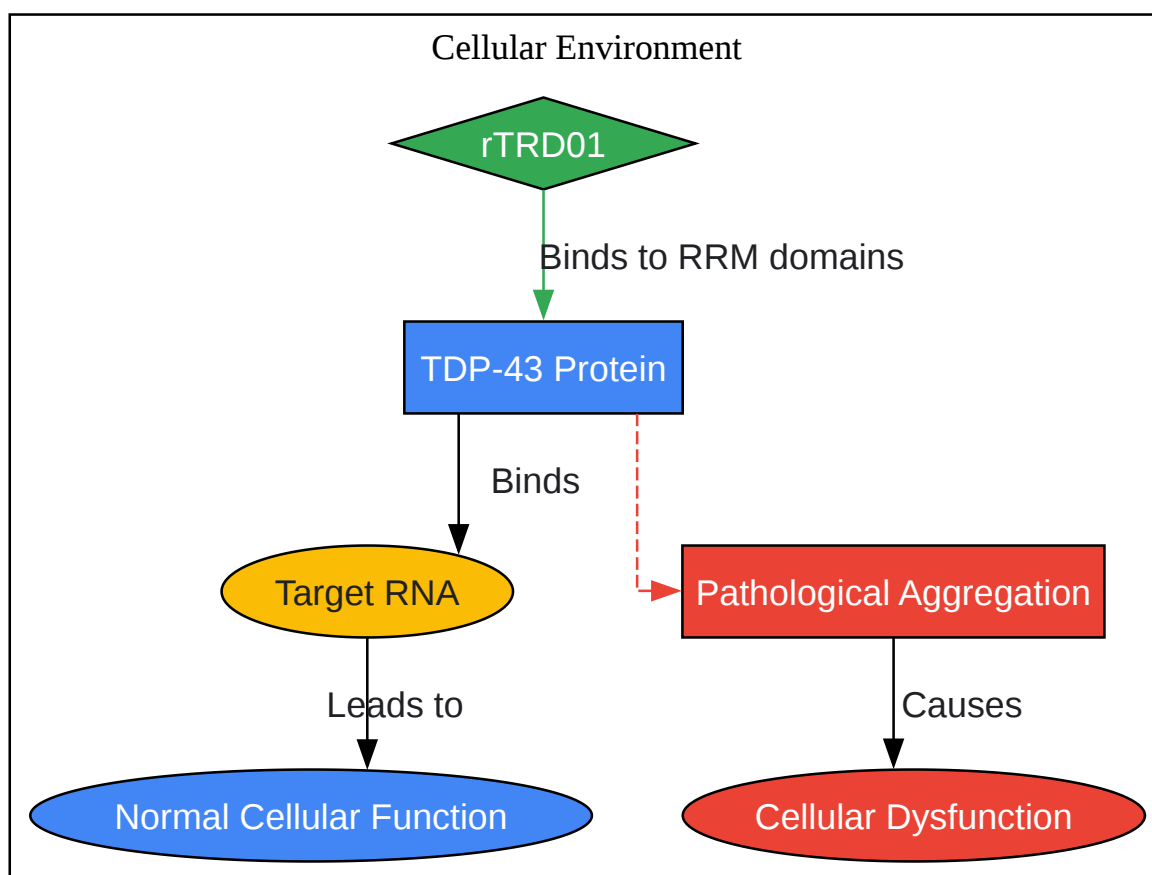 Cellular Environment
rTRD01
Binds to RRM domains
TDP-43 Protein
Binds
Target RNA
Pathological Aggregation
Leads to
Causes
Normal Cellular Function
Cellular Dysfunction